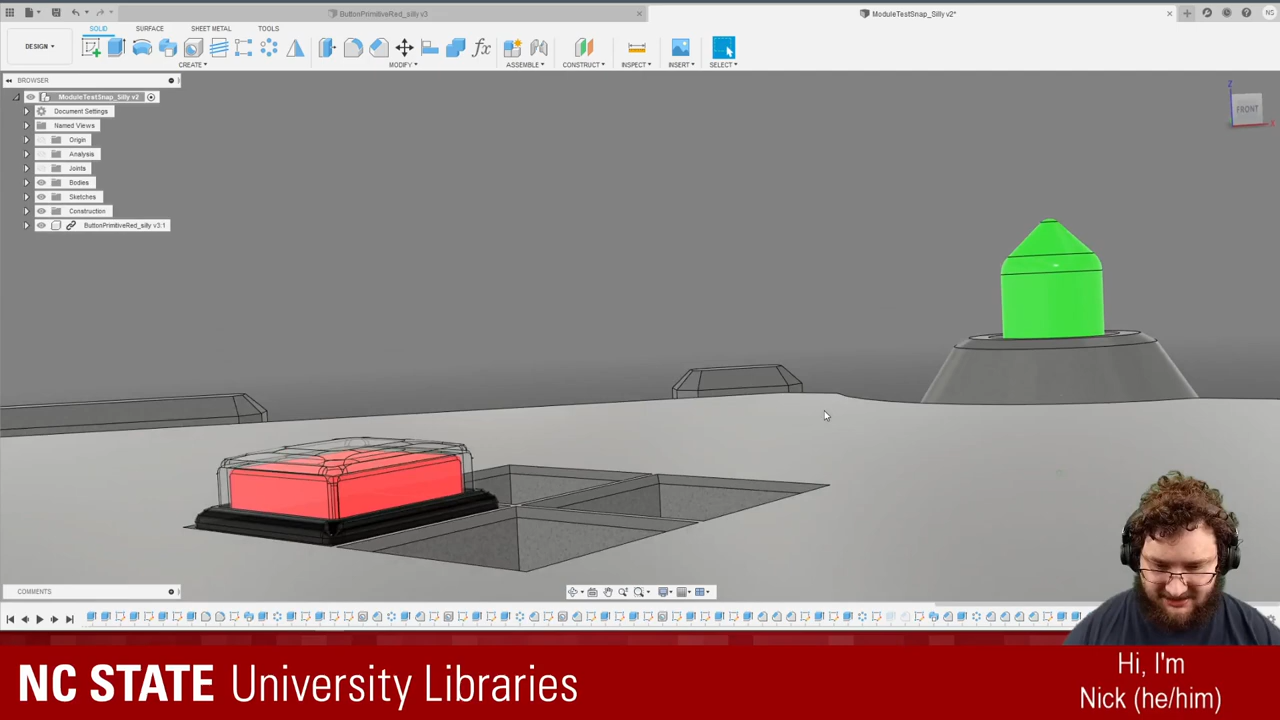 ButtonPrimitiveRed_silly v3
ModuleTestSnap_Silly v2*
NS
DESIGN
SOLID
SURFACE
SHEET METAL
TOOLS
CREATE
MODIFY
ASSEMBLE
CONSTRUCT
INSPECT
INSERT
SELECT
BROWSER
ModuleTestSnap_Silly v2
Document Settings
Named Views
Origin
Analysis
Joints
Bodies
Sketches
Construction
ButtonPrimitiveRed_silly v3:1
Z
FRONT
X
COMMENTS
NC STATE University Libraries
Hi, I'm
Nick (he/him)